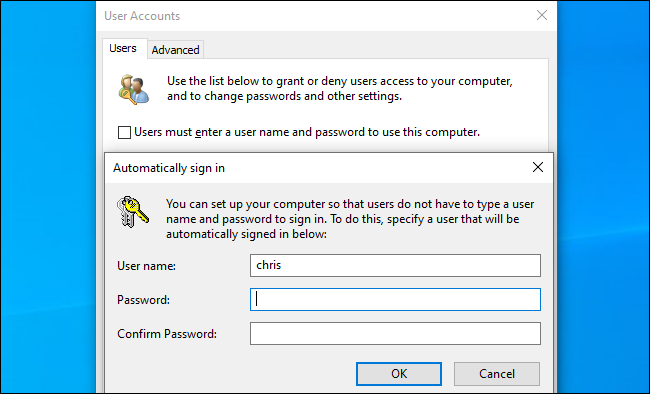 User Accounts
Users
Advanced
Use the list below to grant or deny users access to your computer,
and to change passwords and other settings.
Users must enter a user name and password to use this computer.
Automatically sign in
You can set up your computer so that users do not have to type a user
name and password to sign in. To do this, specify a user that will be
automatically signed in below:
User name:
chris
Password:
Confirm Password:
OK
Cancel